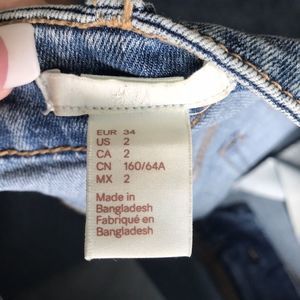 EUR 34
US 2
CA 2
CN 160/64A
MX 2
Made in
Bangladesh
Fabriqué en
Bangladesh